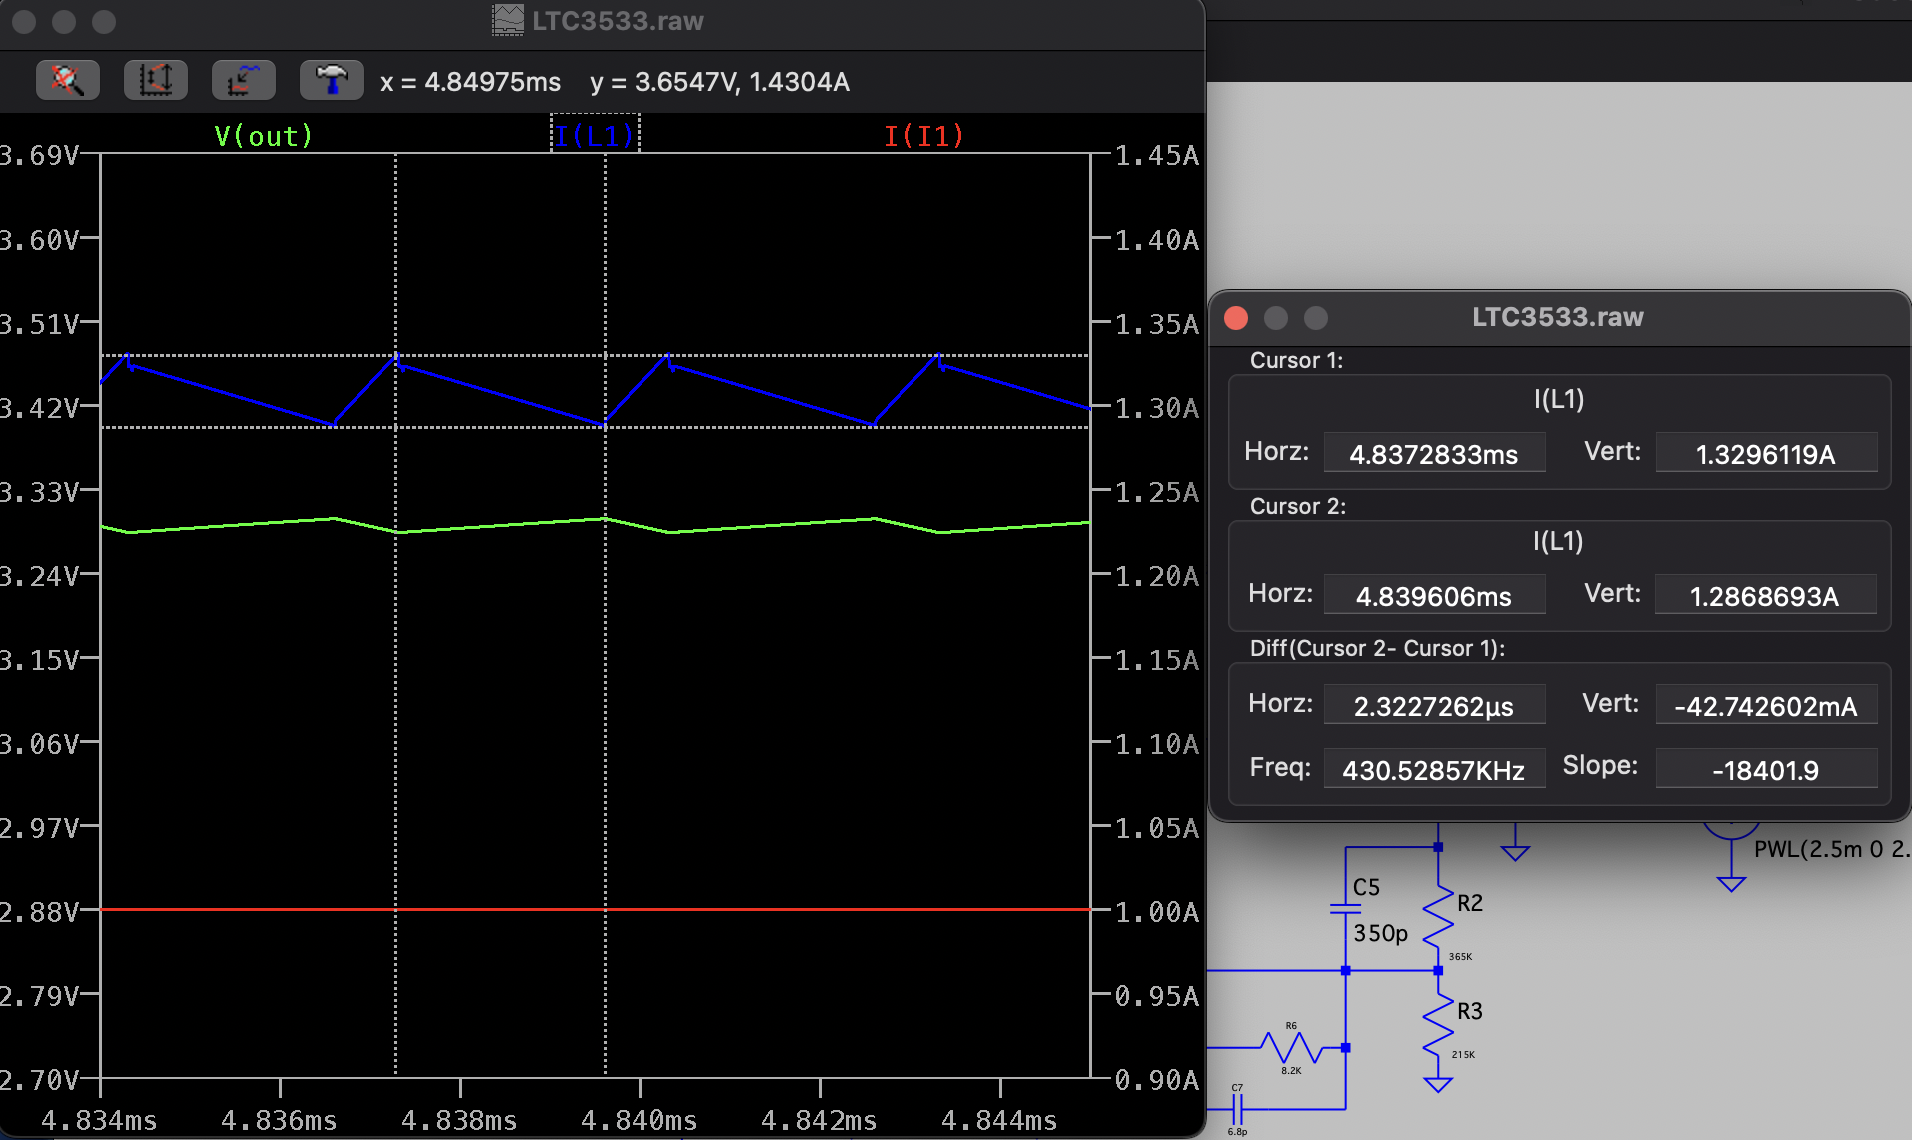 LTC3533.raw
x = 4.84975ms    y = 3.6547V, 1.4304A
V(out) I(L1) I(I1)
3.69V
3.60V
3.51V
3.42V
3.33V
3.24V
3.15V
3.06V
2.97V
2.88V
2.79V
2.70V
1.45A
1.40A
1.35A
1.30A
1.25A
1.20A
1.15A
1.10A
1.05A
1.00A
0.95A
0.90A
4.834ms 4.836ms 4.838ms 4.840ms 4.842ms 4.844ms
LTC3533.raw
Cursor 1:
I(L1)
Horz: 4.8372833ms Vert: 1.3296119A
Cursor 2:
I(L1)
Horz: 4.839606ms Vert: 1.2868693A
Diff(Cursor 2- Cursor 1):
Horz: 2.3227262µs Vert: -42.742602mA
Freq: 430.52857KHz Slope: -18401.9
PWL(2.5m 0 2.
C5
350p
R2
365K
R3
215K
R6
8.2K
C7
6.8p